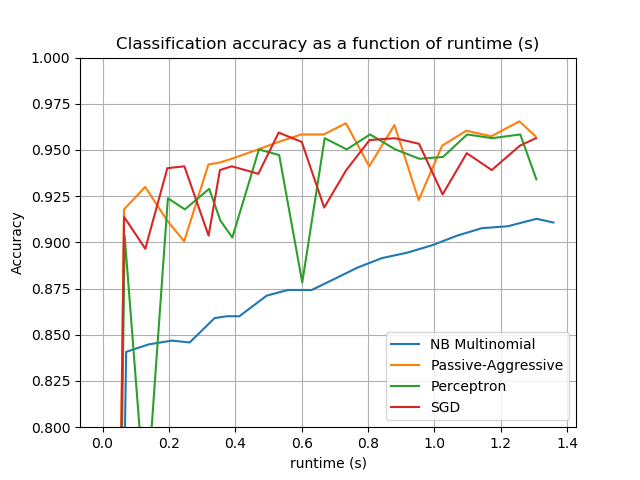 Classification accuracy as a function of runtime (s)
1.000
0.975
0.950
0.925
0.900
0.875
0.850
0.825
0.800
Accuracy
NB Multinomial
Passive-Aggressive
Perceptron
SGD
0.0 0.2 0.4 0.6 0.8 1.0 1.2 1.4
runtime (s)